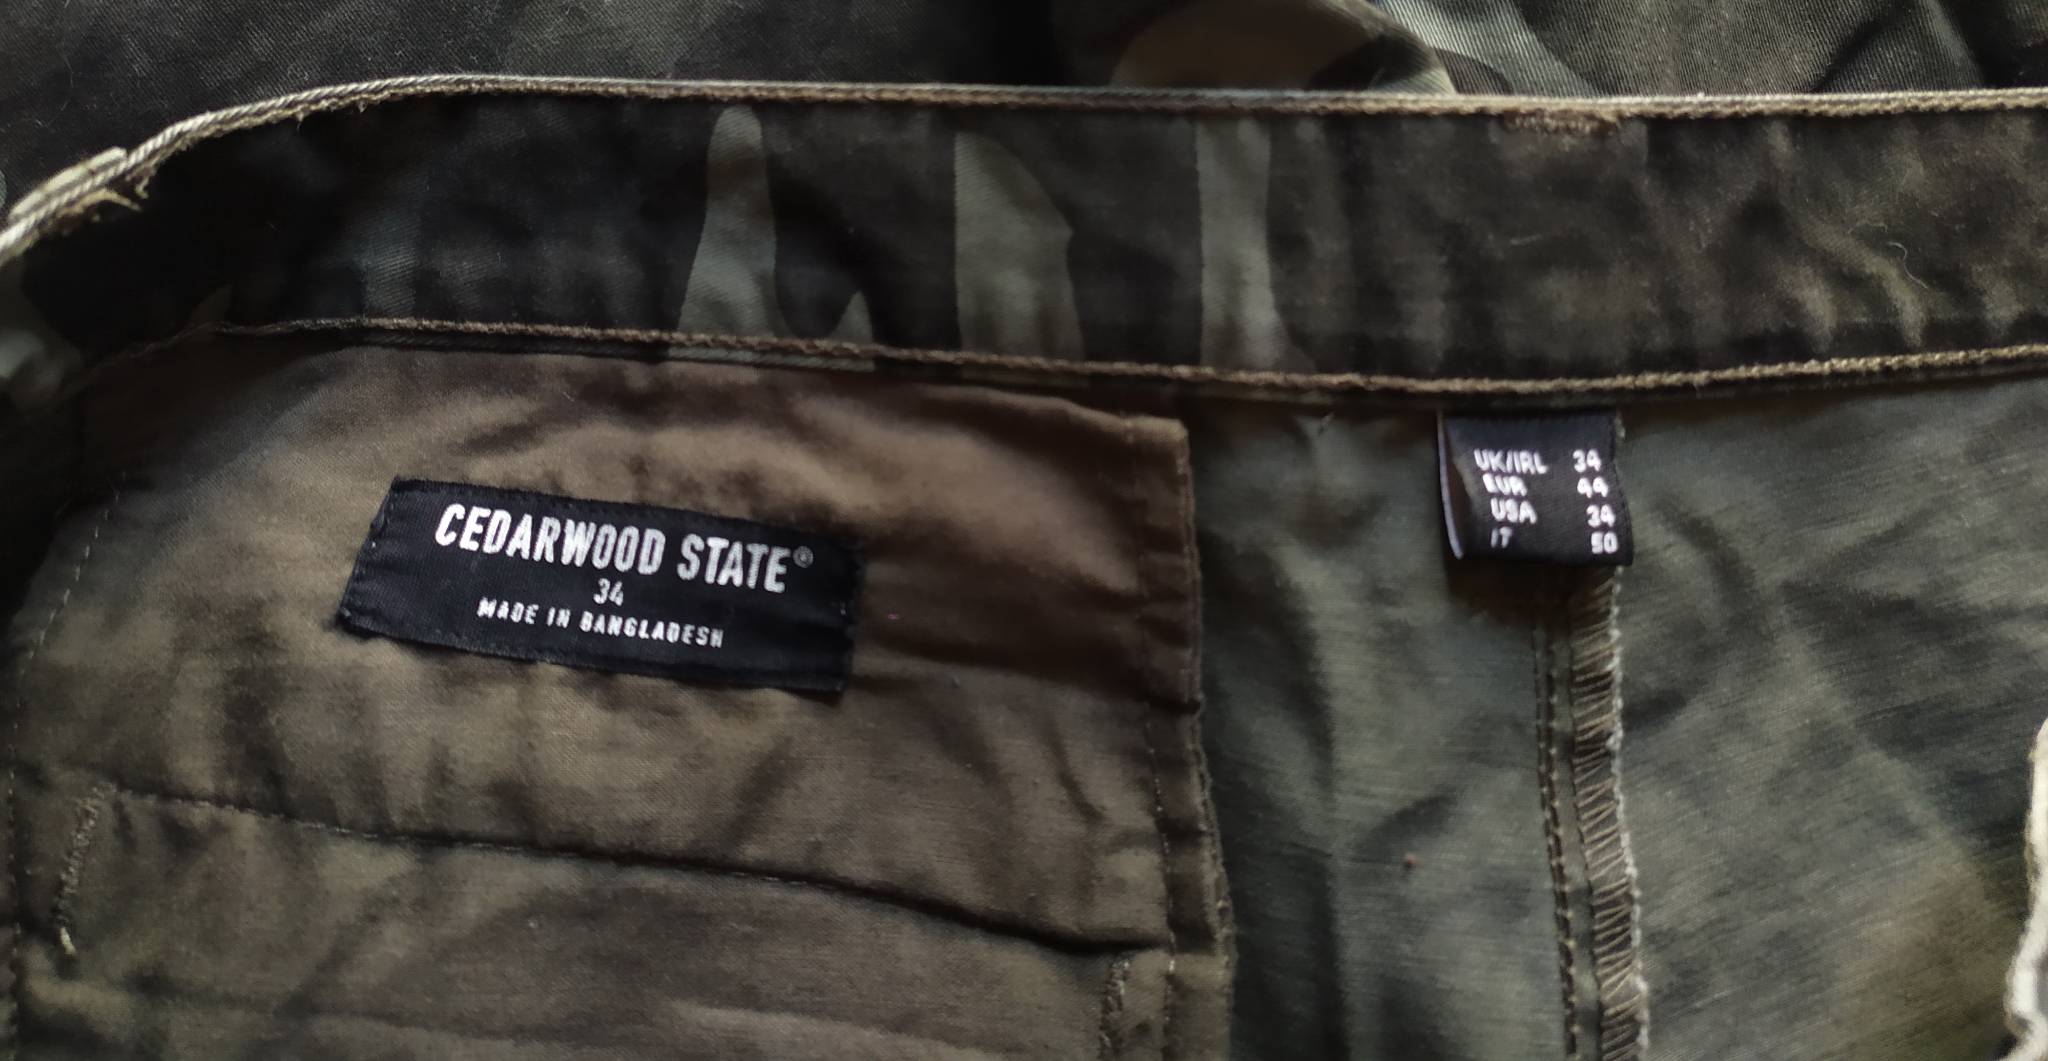 CEDARWOOD STATE®
34
MADE IN BANGLADESH
UK/IRL 34
EUR 44
USA 34
IT 50